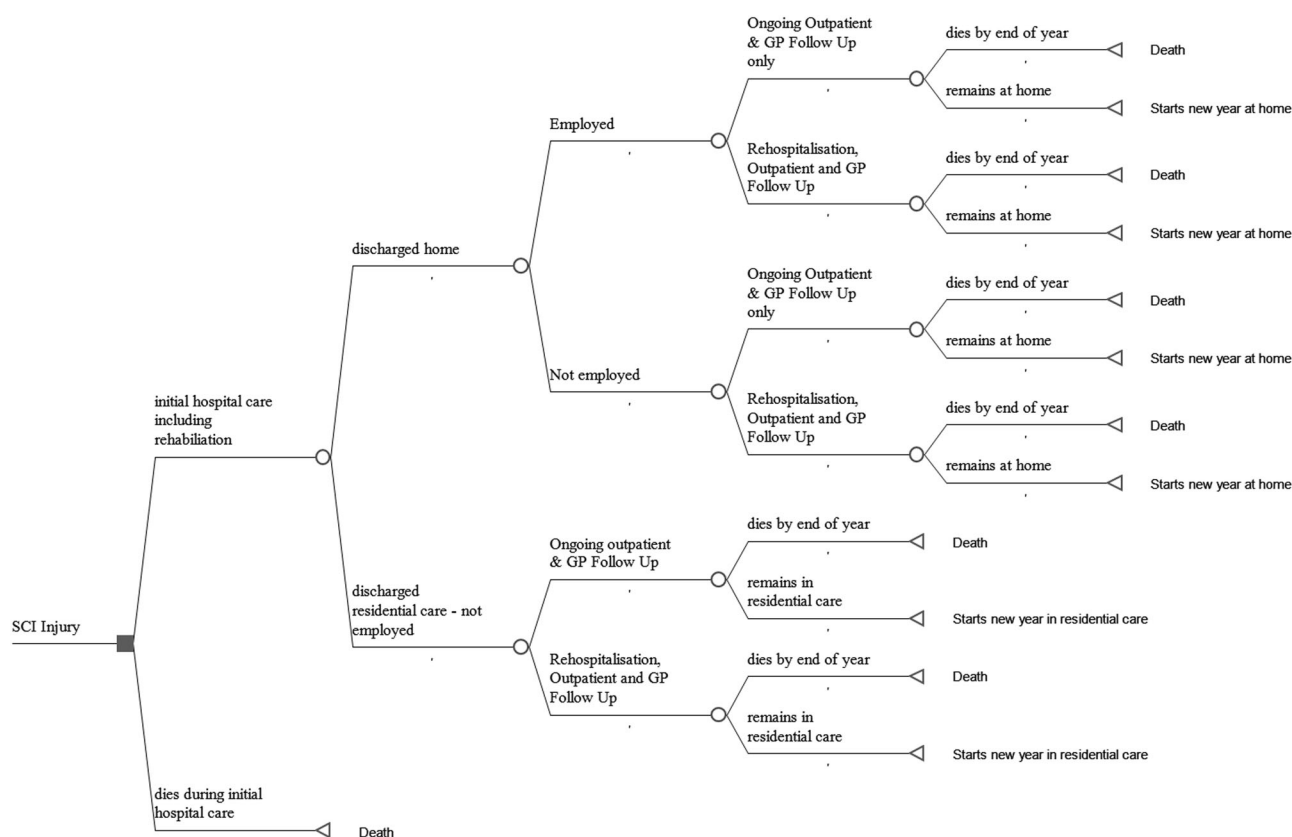 Ongoing Outpatient
& GP Follow Up
only
dies by end of year
Death
remains at home
Starts new year at home
Employed
Rehospitalisation,
Outpatient and GP
Follow Up
dies by end of year
Death
remains at home
Starts new year at home
discharged home
Ongoing Outpatient
& GP Follow Up
only
dies by end of year
Death
remains at home
Starts new year at home
Not employed
Rehospitalisation,
Outpatient and GP
Follow Up
dies by end of year
Death
remains at home
Starts new year at home
initial hospital care
including
rehabiliation
Ongoing outpatient
& GP Follow Up
dies by end of year
Death
remains in
residential care
Starts new year in residential care
discharged
residential care - not
employed
SCI Injury
Rehospitalisation,
Outpatient and GP
Follow Up
dies by end of year
Death
remains in
residential care
Starts new year in residential care
dies during initial
hospital care
Death